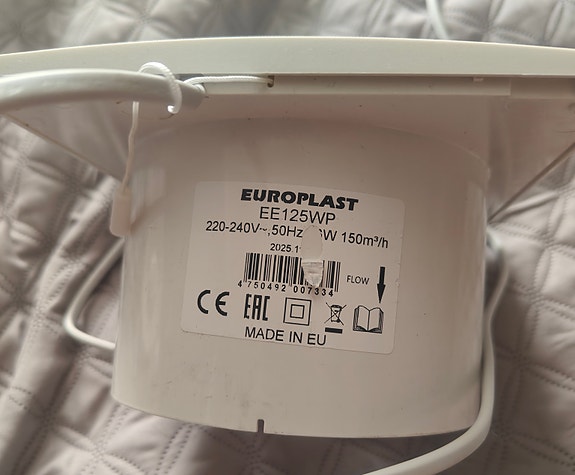 EUROPLAST
EE125WP
220-240V~,50Hz 150m³/h
2025
FLOW
4 750492 007334
CE EAC
MADE IN EU